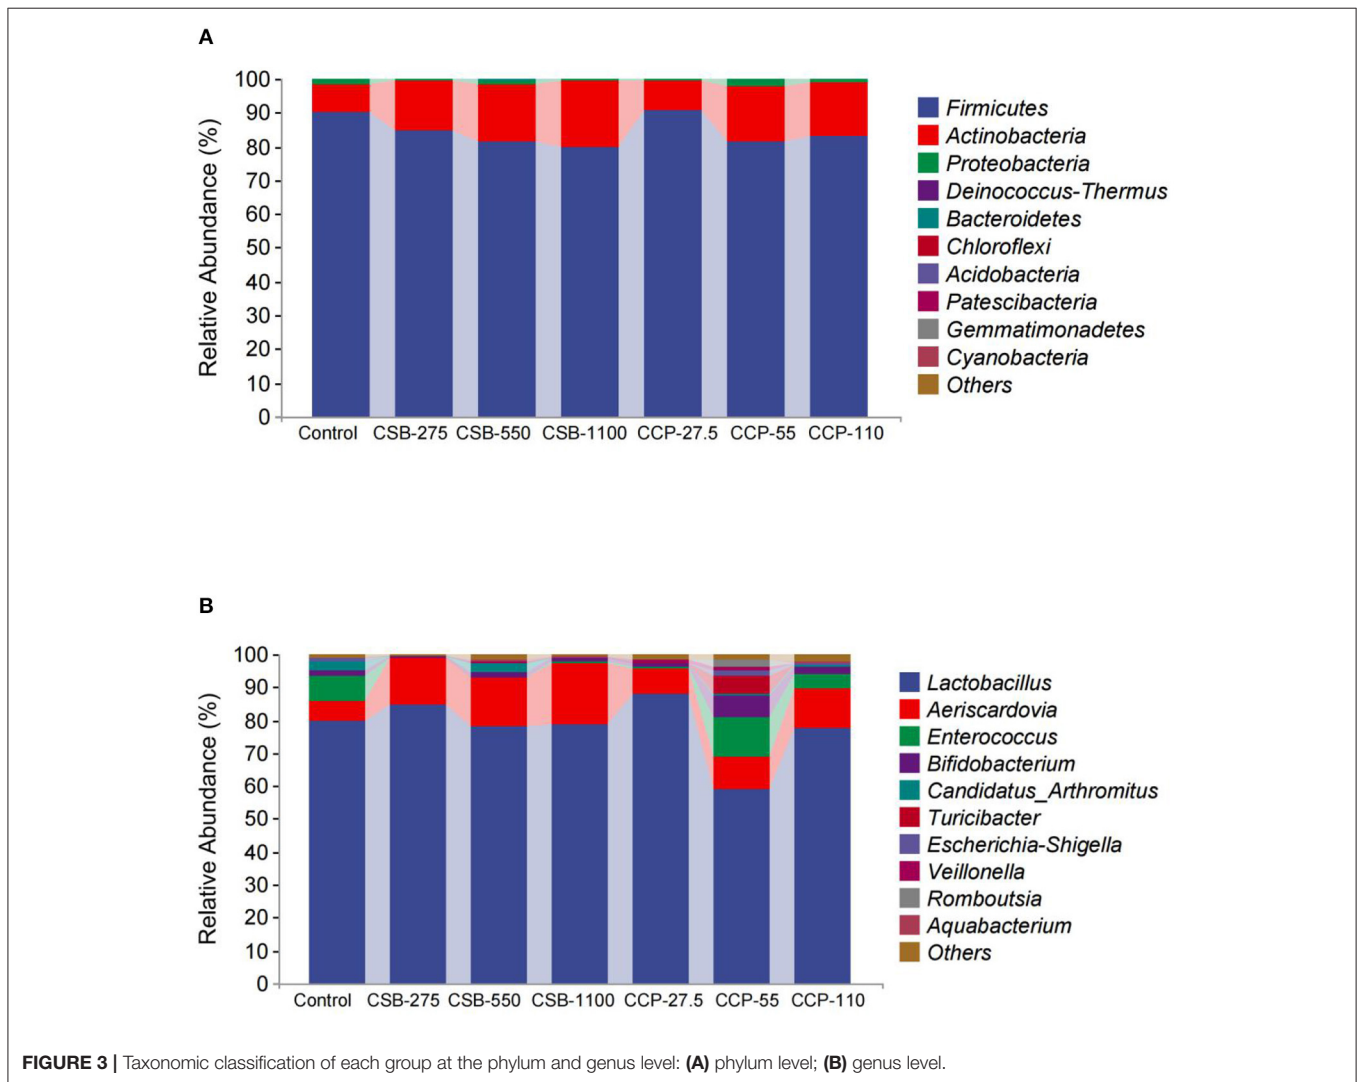 A
Relative Abundance (%)
100
90
80
70
60
50
40
30
20
10
0
Control CSB-275 CSB-550 CSB-1100 CCP-27.5 CCP-55 CCP-110
Firmicutes
Actinobacteria
Proteobacteria
Deinococcus-Thermus
Bacteroidetes
Chloroflexi
Acidobacteria
Patescibacteria
Gemmatimonadetes
Cyanobacteria
Others
B
Relative Abundance (%)
100
90
80
70
60
50
40
30
20
10
0
Control CSB-275 CSB-550 CSB-1100 CCP-27.5 CCP-55 CCP-110
Lactobacillus
Aeriscardovia
Enterococcus
Bifidobacterium
Candidatus_Arthromitus
Turicibacter
Escherichia-Shigella
Veillonella
Romboutsia
Aquabacterium
Others
FIGURE 3 | Taxonomic classification of each group at the phylum and genus level: (A) phylum level; (B) genus level.